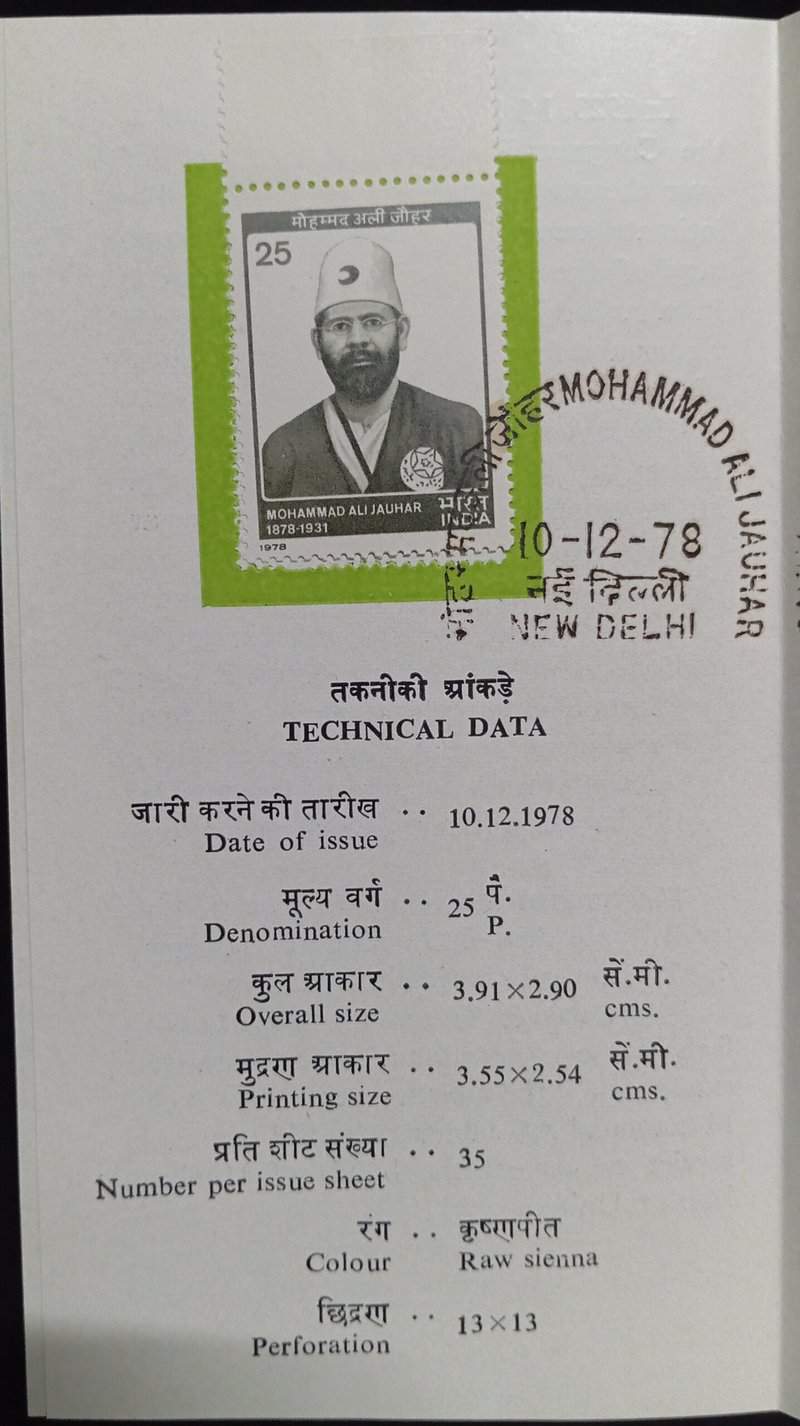 मोहम्मद अली जौहर
25
MOHAMMAD ALI JAUHAR
1878-1931
भारत
INDIA
1978
जौहर MOHAMMAD ALI JAUHAR
10-12-78
नई दिल्ली
NEW DELHI
तकनीकी आंकड़े
TECHNICAL DATA
जारी करने की तारीख .. 10.12.1978
Date of issue
मूल्य वर्ग .. 25 पै.
Denomination P.
कुल आकार .. 3.91×2.90 सें.मी.
Overall size cms.
मुद्रण आकार .. 3.55×2.54 सें.मी.
Printing size cms.
प्रति शीट संख्या .. 35
Number per issue sheet
रंग .. कृष्णपीत
Colour Raw sienna
छिद्रण .. 13×13
Perforation